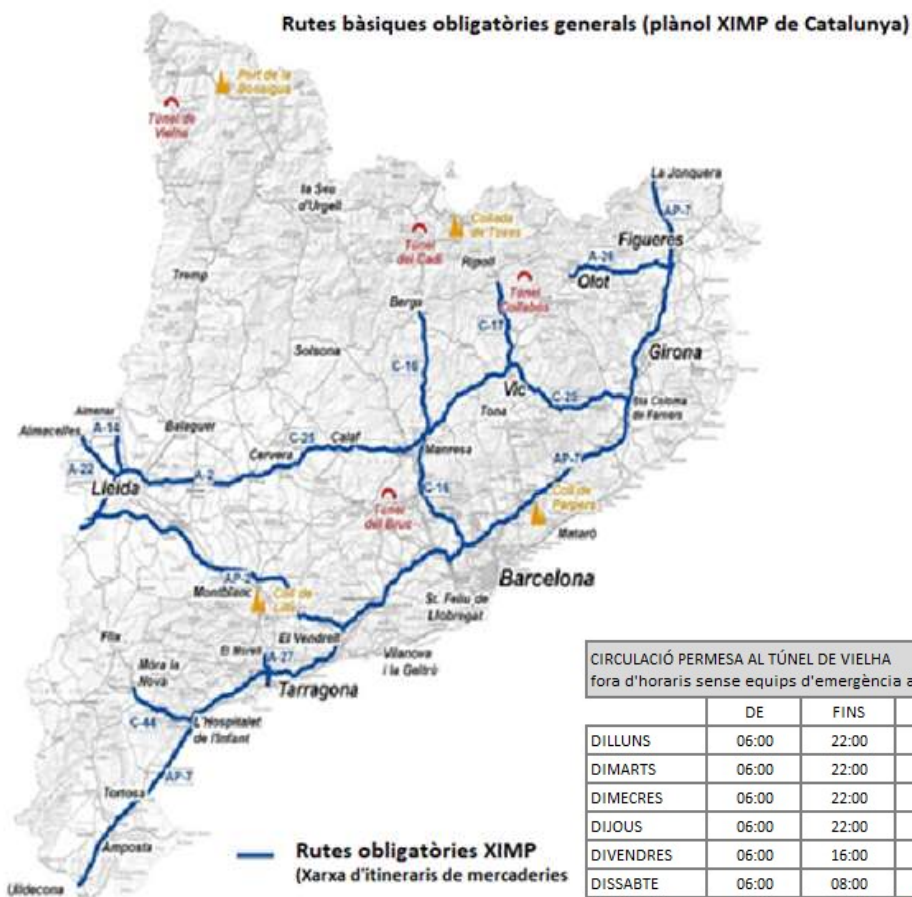 Rutes bàsiques obligatòries generals (plànol XIMP de Catalunya)
Port de la
Bonaigua
Túnel de
Vielha
La Jonquera
AP-7
la Seu
d'Urgell
Collada
de Toses
Figueres
Túnel
del Cadí
A-26
Olot
Tremp
Ripoll
Túnel
Collabós
Berga
C-17
Girona
Solsona
C-16
Vic
C-25
Sta Coloma
de Farners
Almenar
A-14
Almacelles
Balaguer
Tona
Calaf
C-25
Cervera
Manresa
AP-7
A-22
A-2
Lleida
C-16
Coll de
Parpers
Túnel
del Bruc
Mataró
Barcelona
AP-2
Montblanc
Coll de
Lilla
St. Feliu de
Llobregat
Flix
El Vendrell
El Morell
Vilanova
i la Geltrú
A-27
Móra la
Nova
Tarragona
C-44
L'Hospitalet
de l'Infant
AP-7
Tortosa
Amposta
Ulldecona
Rutes obligatòries XIMP
(Xarxa d'itineraris de mercaderies
CIRCULACIÓ PERMESA AL TÚNEL DE VIELHA
fora d'horaris sense equips d'emergència a
DE FINS
DILLUNS 06:00 22:00
DIMARTS 06:00 22:00
DIMECRES 06:00 22:00
DIJOUS 06:00 22:00
DIVENDRES 06:00 16:00
DISSABTE 06:00 08:00